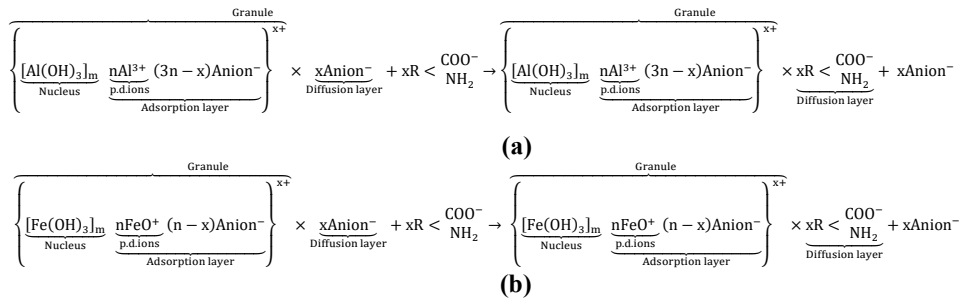 Granule Granule
{[Al(OH)₃]ₘ nAl³⁺ (3n − x)Anion⁻}ˣ⁺ × xAnion⁻ + xR < COO⁻ NH₂ → {[Al(OH)₃]ₘ nAl³⁺ (3n − x)Anion⁻}ˣ⁺ × xR < COO⁻ NH₂ + xAnion⁻
Nucleus p.d.ions Diffusion layer Nucleus p.d.ions Diffusion layer
Adsorption layer Adsorption layer
(a)
Granule Granule
{[Fe(OH)₃]ₘ nFeO⁺ (n − x)Anion⁻}ˣ⁺ × xAnion⁻ + xR < COO⁻ NH₂ → {[Fe(OH)₃]ₘ nFeO⁺ (n − x)Anion⁻}ˣ⁺ × xR < COO⁻ NH₂ + xAnion⁻
Nucleus p.d.ions Diffusion layer Nucleus p.d.ions Diffusion layer
Adsorption layer Adsorption layer
(b)